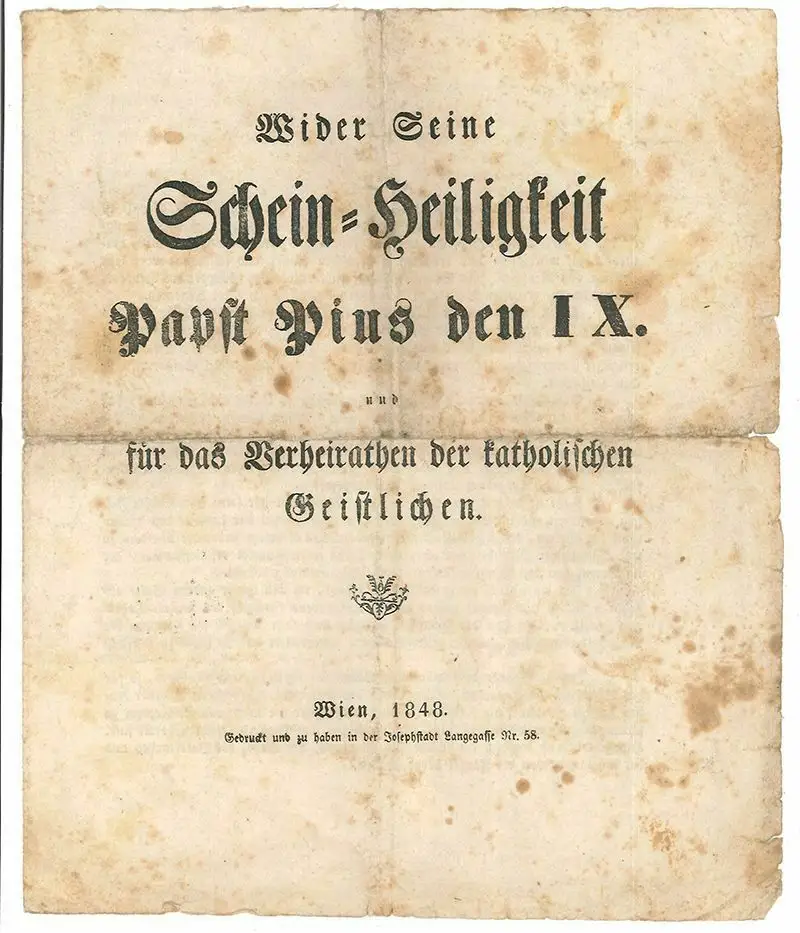 Wider Seine
Schein=Heiligkeit
Papst Pius den IX.
und
für das Verheirathen der katholischen
Geistlichen.
Wien, 1848.
Gedruckt und zu haben in der Josephstadt Langegasse Nr. 58.